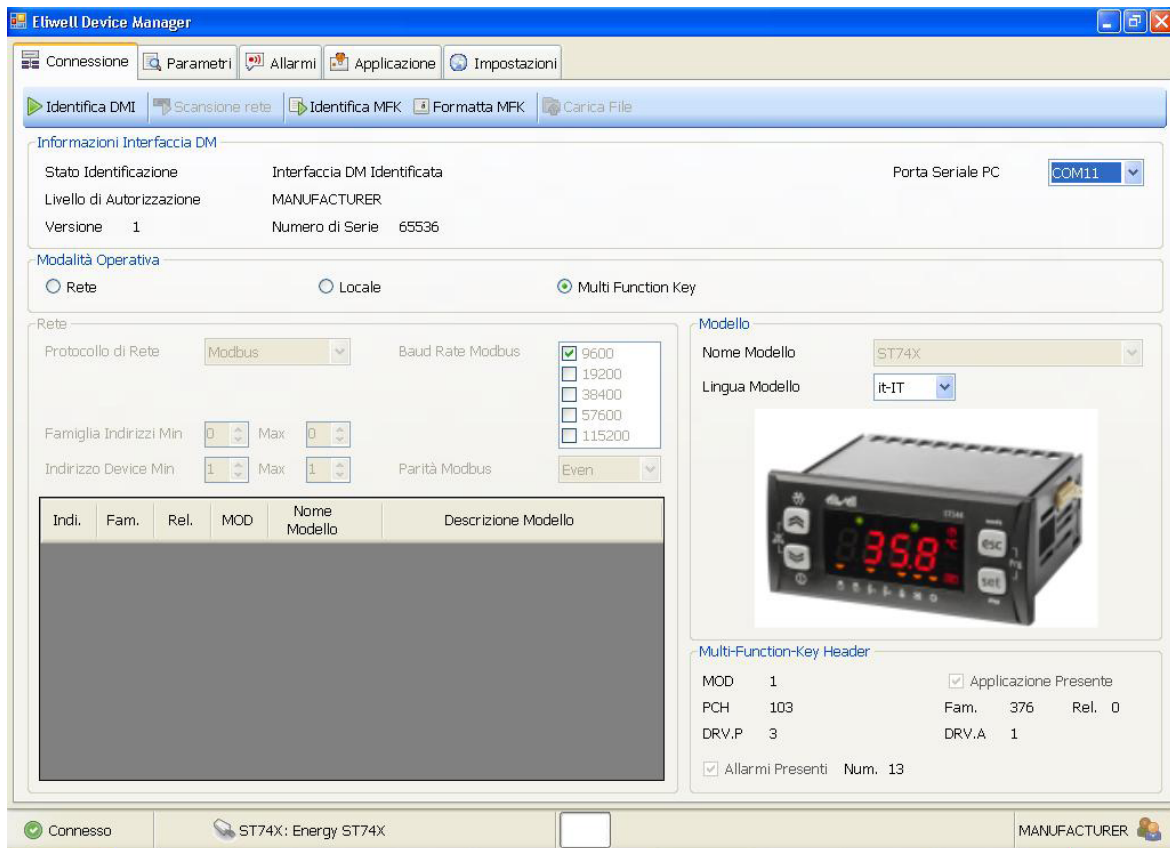 Eliwell Device Manager
Connessione Parametri Allarmi Applicazione Impostazioni
Identifica DMI Scansione rete Identifica MFK Formatta MFK Carica File
Informazioni Interfaccia DM
Stato Identificazione Interfaccia DM Identificata Porta Seriale PC COM11
Livello di Autorizzazione MANUFACTURER
Versione 1 Numero di Serie 65536
Modalità Operativa
Rete Locale Multi Function Key
Rete
Protocollo di Rete Modbus Baud Rate Modbus 9600
19200
38400
57600
115200
Famiglia Indirizzi Min 0 Max 0
Indirizzo Device Min 1 Max 1 Parità Modbus Even
Indi. Fam. Rel. MOD Nome Modello Descrizione Modello
Modello
Nome Modello ST74X
Lingua Modello it-IT
eliwell
35.8
esc
set
Multi-Function-Key Header
MOD 1 Applicazione Presente
PCH 103 Fam. 376 Rel. 0
DRV.P 3 DRV.A 1
Allarmi Presenti Num. 13
Connesso ST74X: Energy ST74X MANUFACTURER